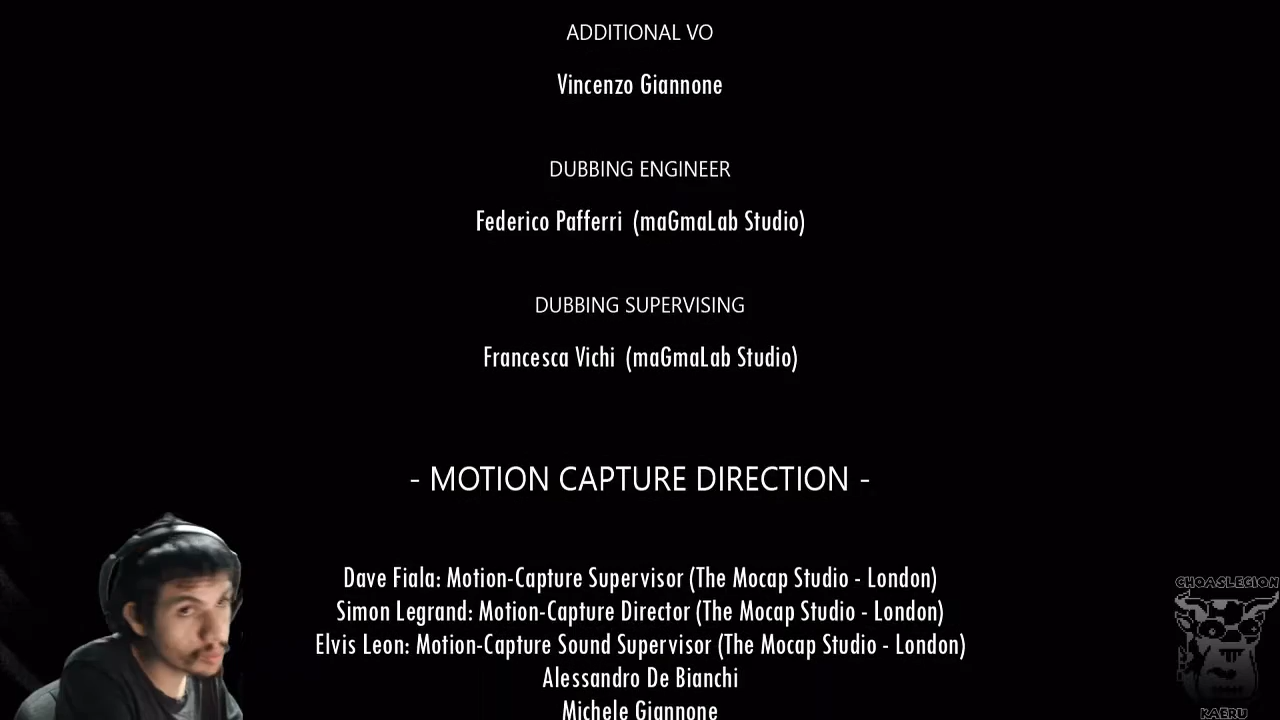 ADDITIONAL VO
Vincenzo Giannone
DUBBING ENGINEER
Federico Pafferri (maGmaLab Studio)
DUBBING SUPERVISING
Francesca Vichi (maGmaLab Studio)
- MOTION CAPTURE DIRECTION -
Dave Fiala: Motion-Capture Supervisor (The Mocap Studio - London)
Simon Legrand: Motion-Capture Director (The Mocap Studio - London)
Elvis Leon: Motion-Capture Sound Supervisor (The Mocap Studio - London)
Alessandro De Bianchi
Michele Giannone
CHOASLEGION
KAERU